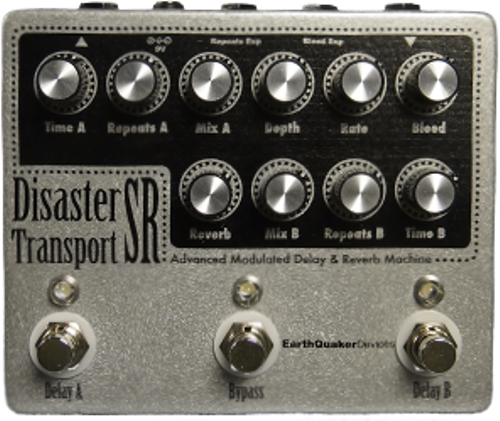 9V Repeats Exp Bleed Exp
Time A Repeats A Mix A Depth Rate Bleed
Reverb Mix B Repeats B Time B
Disaster
Transport SR
Advanced Modulated Delay & Reverb Machine
EarthQuaker Devices
Delay A Bypass Delay B